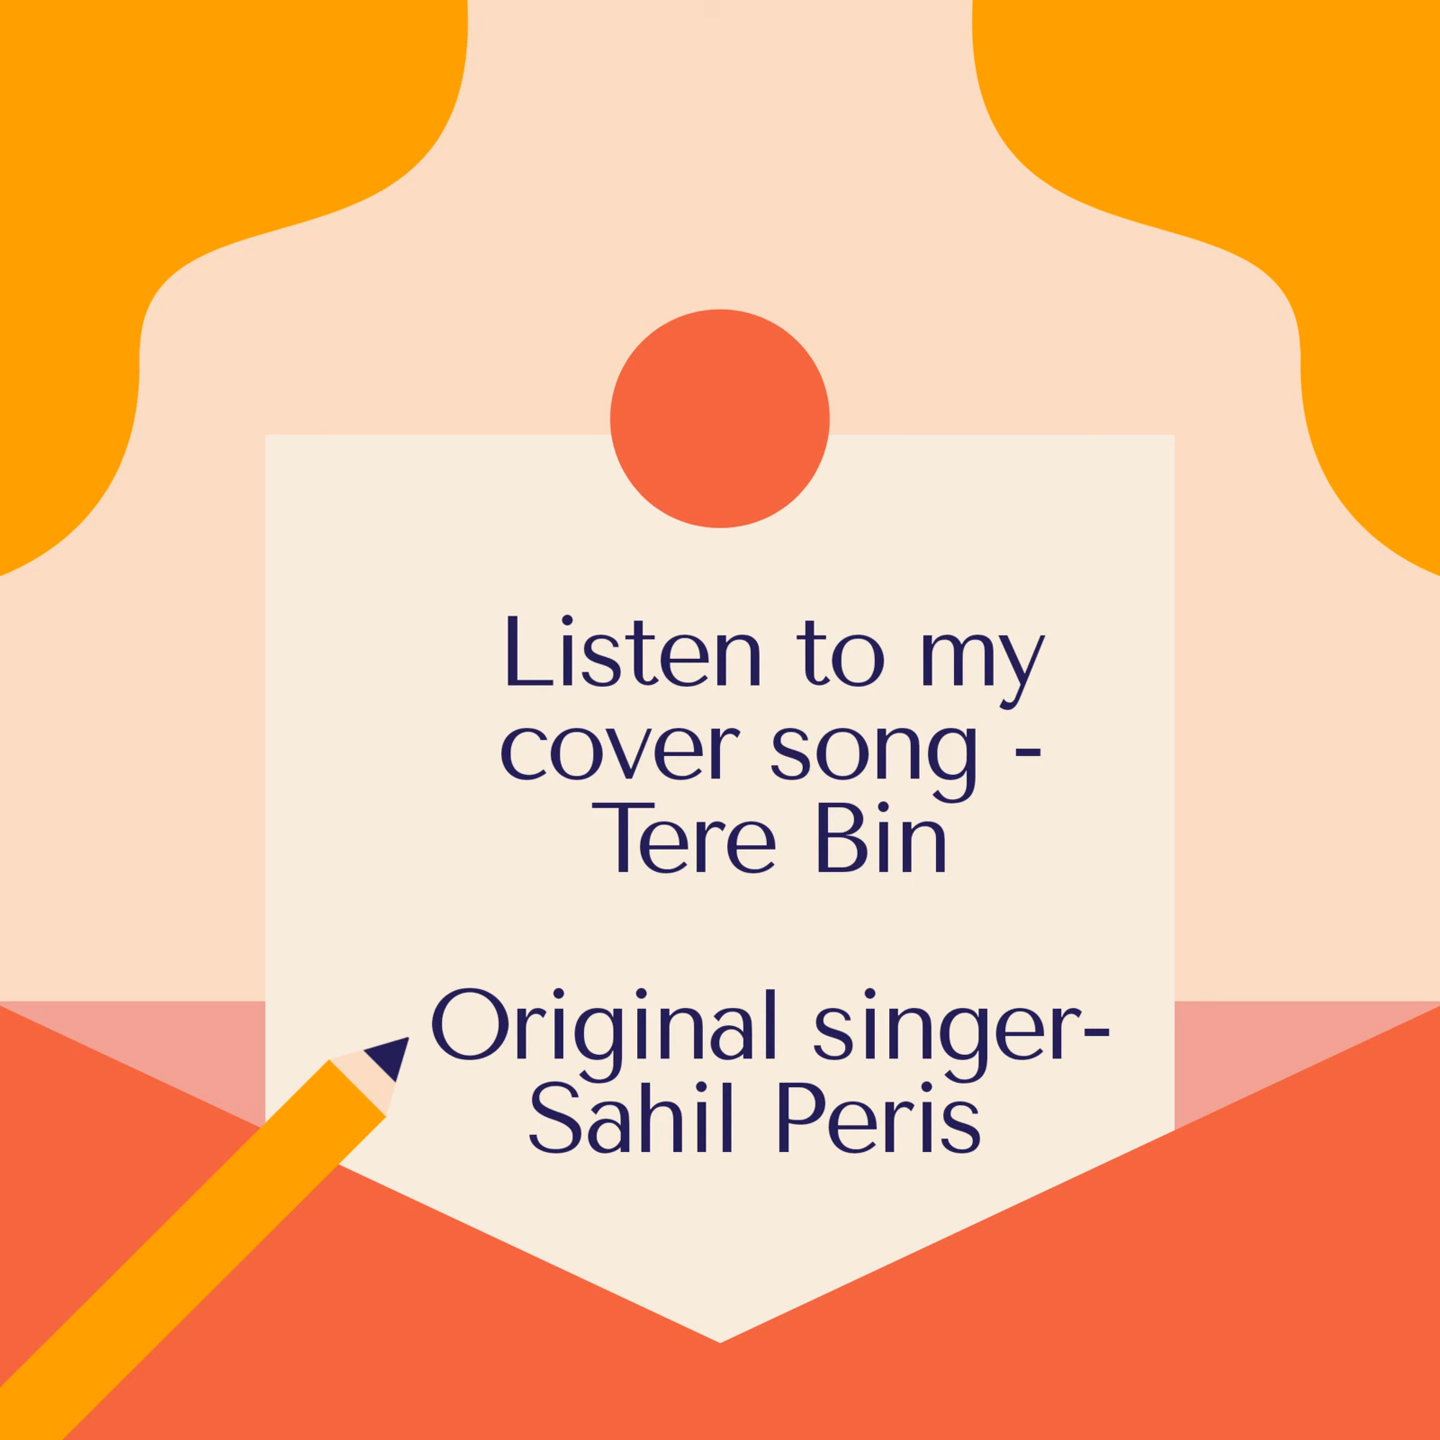 Listen to my
cover song -
Tere Bin
Original singer-
Sahil Peris